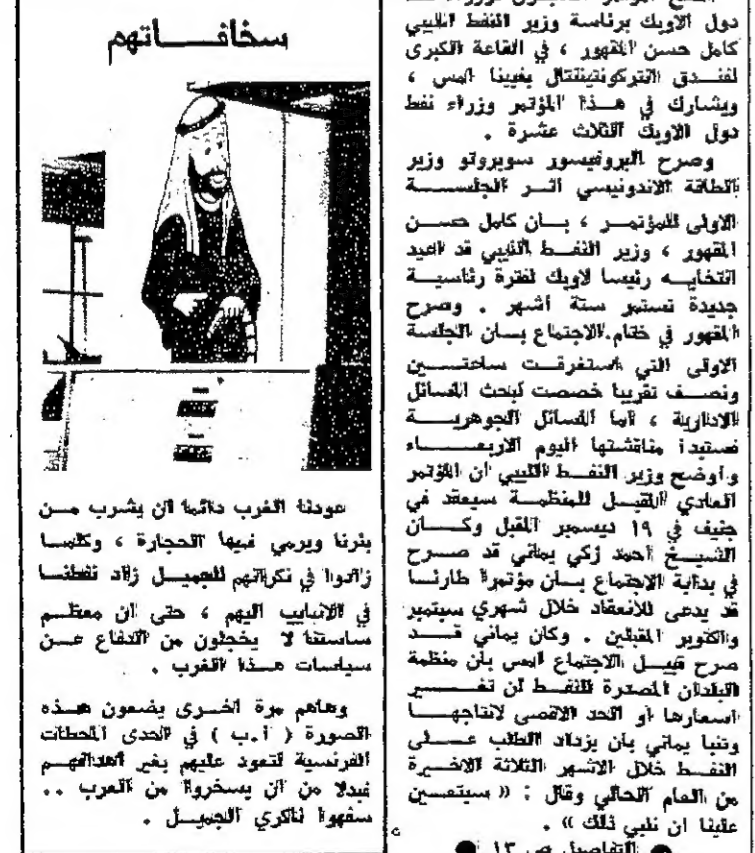 دول الاوبك برئاسة وزير النفط الليبي
كامل حسن المقهور ، في القاعة الكبرى
لفندق انتركونتيننتال بفيينا امس ،
ويشارك في هذا المؤتمر وزراء نفط
دول الاوبك الثلاث عشرة .
وصرح البروفيسور سوبروتو وزير
الطاقة الاندونيسي اثر الجلسة
الاولى للمؤتمر ، بان كامل حسن
المقهور ، وزير النفط الليبي قد اعيد
انتخابه رئيسا لاوبك لفترة رئاسية
جديدة تستمر ستة أشهر . وصرح
المقهور في ختام الاجتماع بان الجلسة
الاولى التي استغرقت ساعتين
ونصف تقريبا خصصت لبحث المسائل
الادارية ، أما المسائل الجوهرية
فستبدأ مناقشتها اليوم الاربعاء
وأوضح وزير النفط الليبي ان المؤتمر
العادي المقبل للمنظمة سيعقد في
جنيف في ١٩ ديسمبر المقبل وكان
الشيخ أحمد زكي يماني قد صرح
في بداية الاجتماع بان مؤتمرا طارئا
قد يدعى للانعقاد خلال شهري سبتمبر
واكتوبر المقبلين . وكان يماني قد
صرح قبيل الاجتماع امس بأن منظمة
البلدان المصدرة للنفط لن تغير
اسعارها أو الحد الاقصى لانتاجها
وتنبا يماني بان يزداد الطلب على
النفط خلال الاشهر الثلاثة الاخيرة
من العام الحالي وقال : « سيتعين
علينا ان نلبي ذلك » .
● التفاصيل ص ١٣ ●
سخافاتهم
عودنا الغرب دائما ان يشرب من
بئرنا ويرمي فيها الحجارة ، وكلما
زادوا في نكرانهم للجميل زاد نفطنا
في الانابيب اليهم ، حتى ان معظم
ساستنا لا يخجلون من الدفاع عن
سياسات هذا الغرب .
وهاهم مرة اخرى يضعون هذه
الصورة ( أ.ب ) في احدى المحطات
الفرنسية لتعود عليهم بغير اهدافهم
فبدلا من أن يسخروا من العرب ..
سفهوا ناكري الجميل .